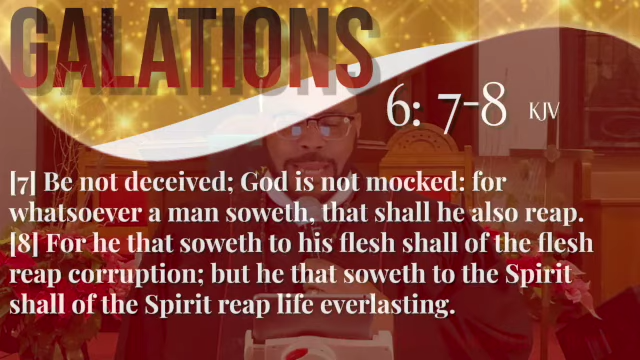 GALATIONS
6: 7-8 KJV
[7] Be not deceived; God is not mocked: for
whatsoever a man soweth, that shall he also reap.
[8] For he that soweth to his flesh shall of the flesh
reap corruption; but he that soweth to the Spirit
shall of the Spirit reap life everlasting.